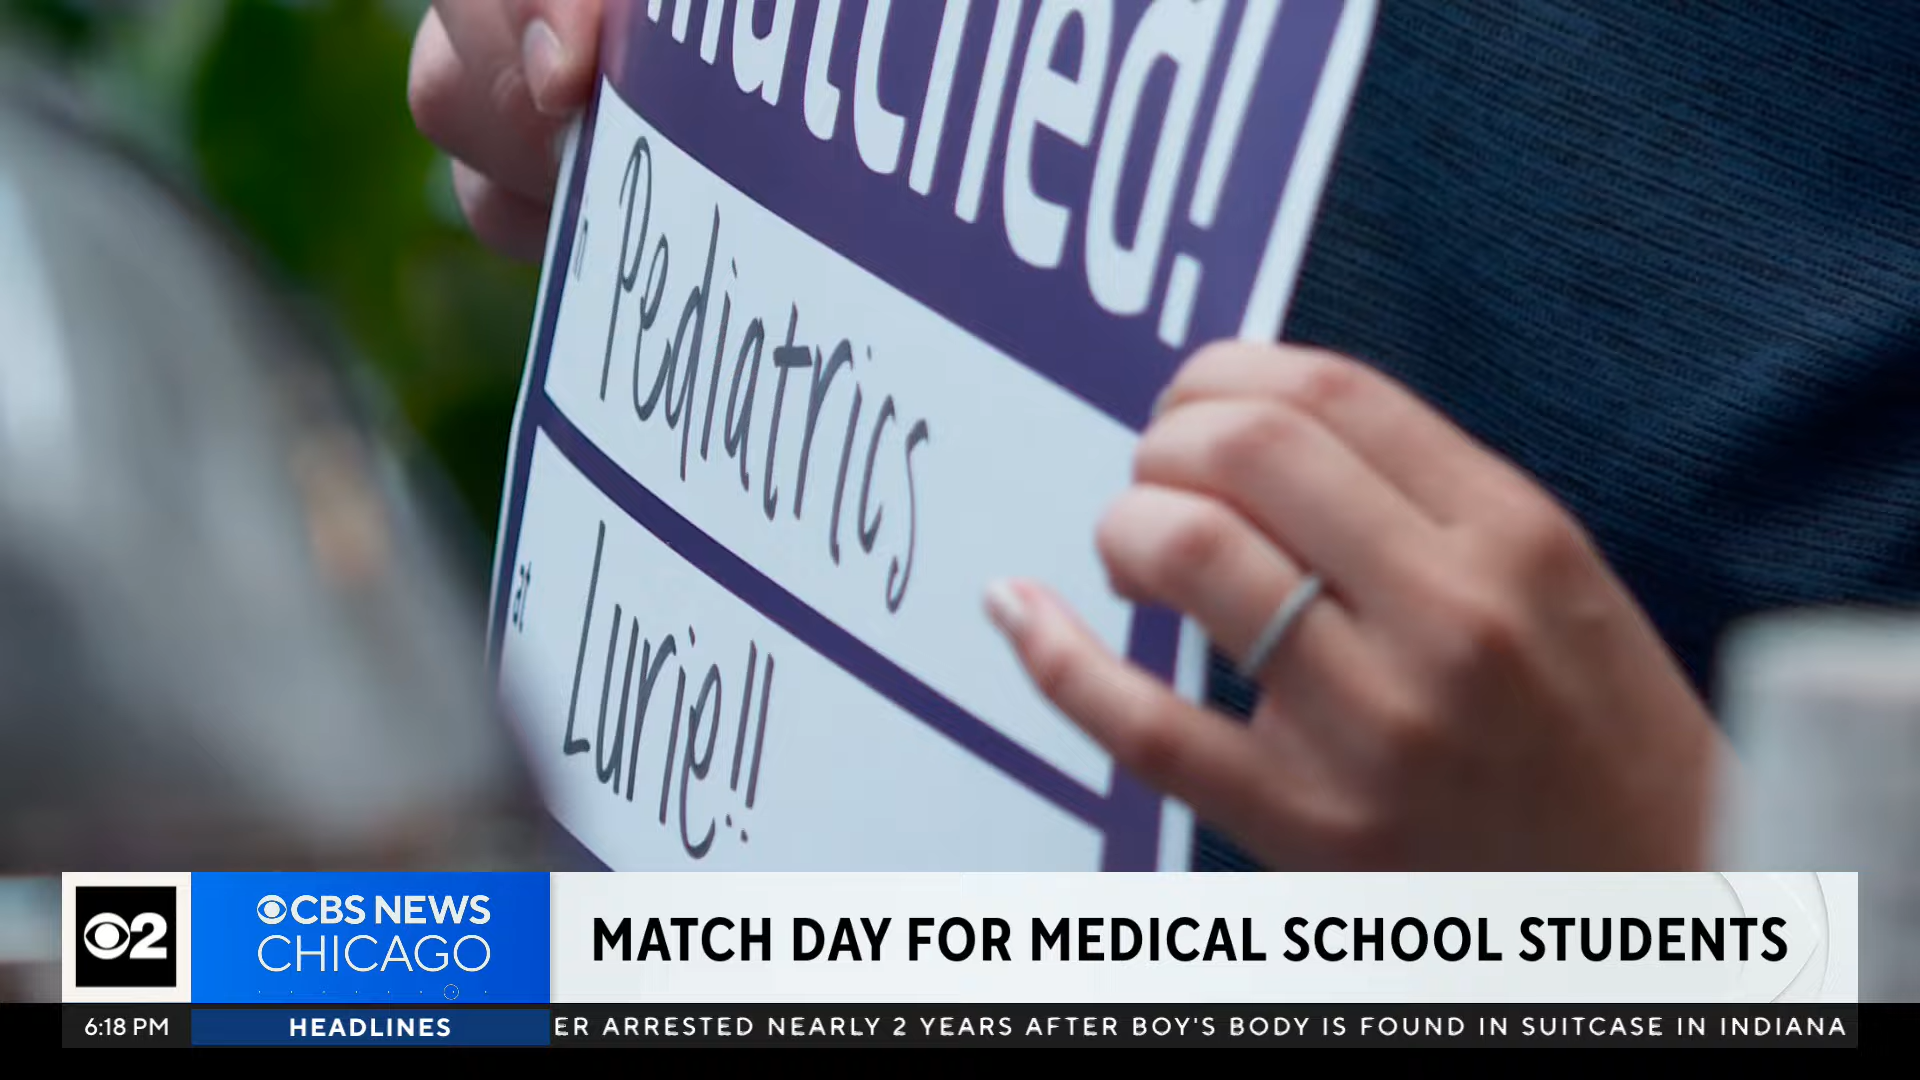 matched!
in Pediatrics
at Lurie!!
2 CBS NEWS
CHICAGO
MATCH DAY FOR MEDICAL SCHOOL STUDENTS
6:18 PM HEADLINES ER ARRESTED NEARLY 2 YEARS AFTER BOY'S BODY IS FOUND IN SUITCASE IN INDIANA